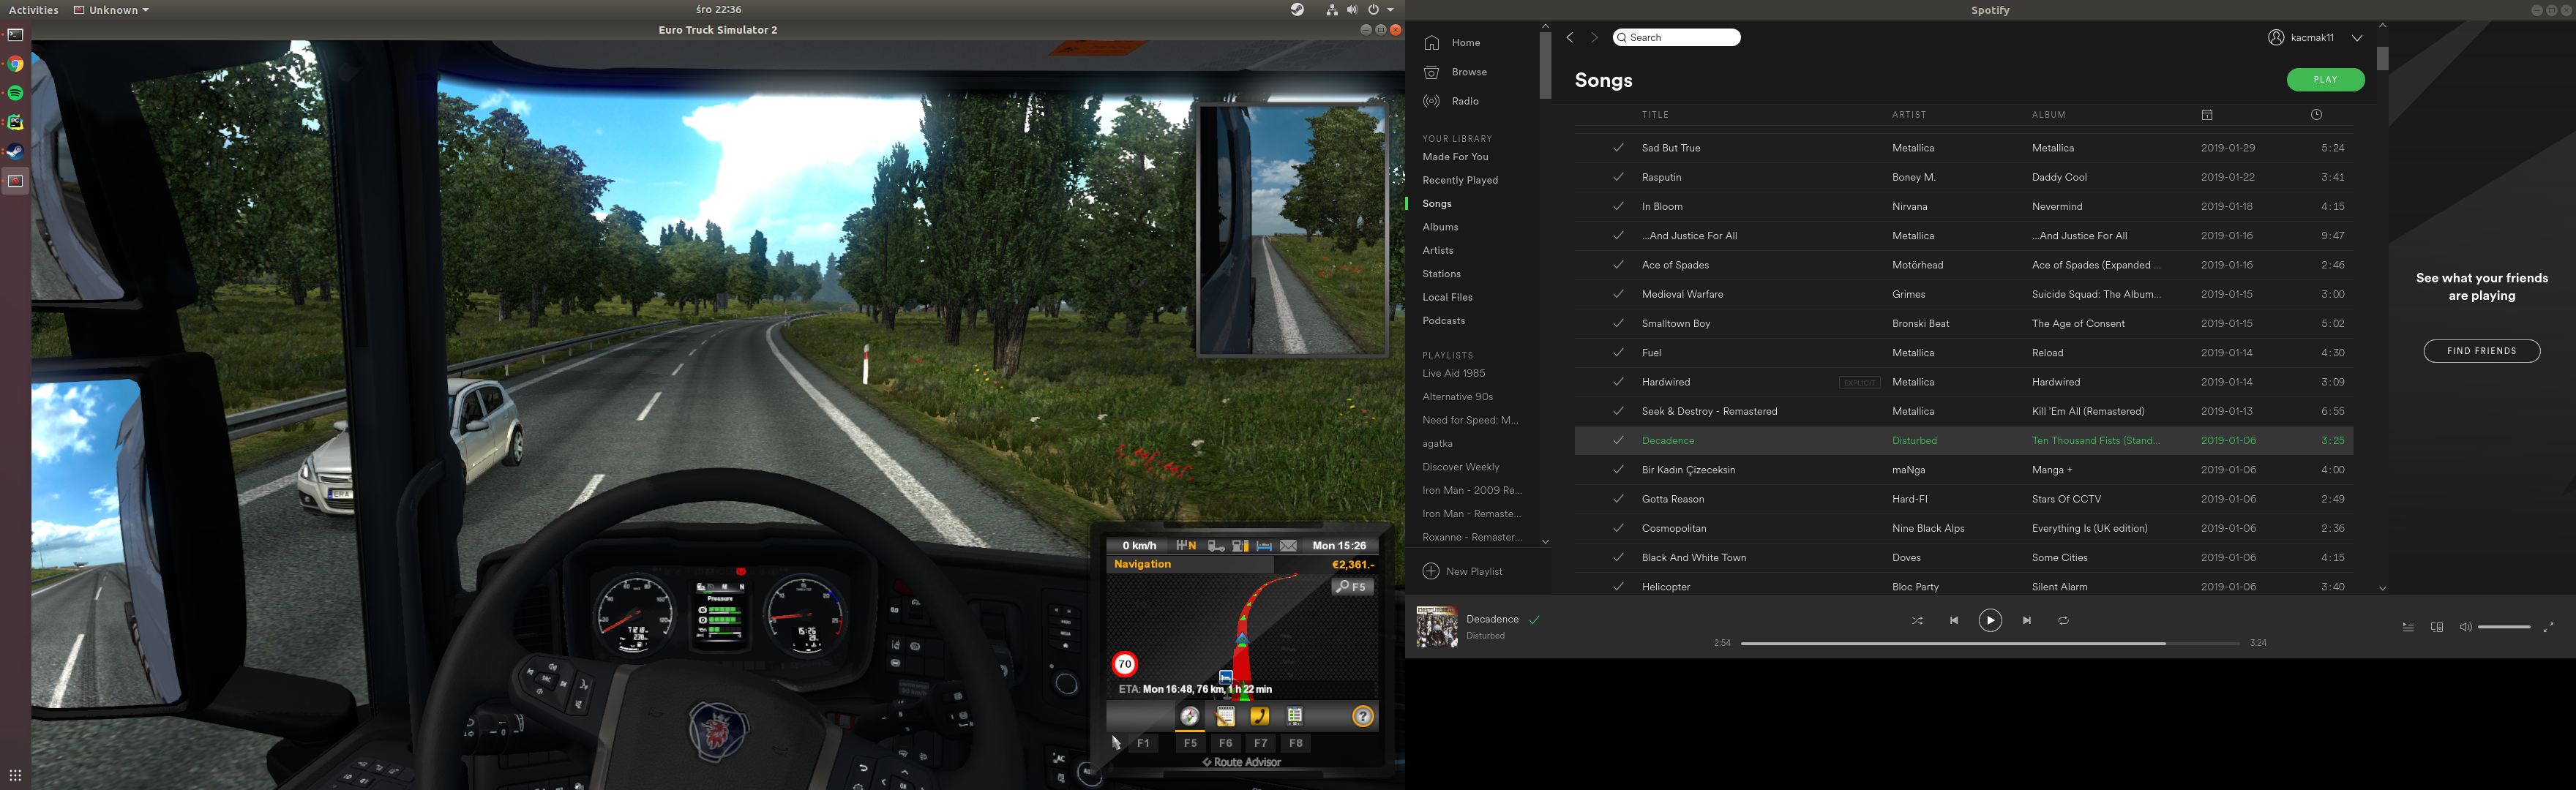 Activities
Unknown
śro 22:36
Euro Truck Simulator 2
0 km/h
N
Mon 15:26
Navigation
€2,361.-
F5
70
ETA: Mon 16:48, 76 km, 1 h 22 min
F1
F5
F6
F7
F8
Route Advisor
Pressure
Spotify
Home
Browse
Radio
YOUR LIBRARY
Made For You
Recently Played
Songs
Albums
Artists
Stations
Local Files
Podcasts
PLAYLISTS
Live Aid 1985
Alternative 90s
Need for Speed: M...
agatka
Discover Weekly
Iron Man - 2009 Re...
Iron Man - Remaste...
Roxanne - Remaster...
New Playlist
Search
kacmak11
Songs
PLAY
TITLE ARTIST ALBUM
Sad But True Metallica Metallica 2019-01-29 5:24
Rasputin Boney M. Daddy Cool 2019-01-22 3:41
In Bloom Nirvana Nevermind 2019-01-18 4:15
...And Justice For All Metallica ...And Justice For All 2019-01-16 9:47
Ace of Spades Motörhead Ace of Spades (Expanded ... 2019-01-16 2:46
Medieval Warfare Grimes Suicide Squad: The Album... 2019-01-15 3:00
Smalltown Boy Bronski Beat The Age of Consent 2019-01-15 5:02
Fuel Metallica Reload 2019-01-14 4:30
Hardwired EXPLICIT Metallica Hardwired 2019-01-14 3:09
Seek & Destroy - Remastered Metallica Kill 'Em All (Remastered) 2019-01-13 6:55
Decadence Disturbed Ten Thousand Fists (Stand... 2019-01-06 3:25
Bir Kadın Çizeceksin maNga Manga + 2019-01-06 4:00
Gotta Reason Hard-FI Stars Of CCTV 2019-01-06 2:49
Cosmopolitan Nine Black Alps Everything Is (UK edition) 2019-01-06 2:36
Black And White Town Doves Some Cities 2019-01-06 4:15
Helicopter Bloc Party Silent Alarm 2019-01-06 3:40
See what your friends
are playing
FIND FRIENDS
Decadence
Disturbed
2:54
3:24